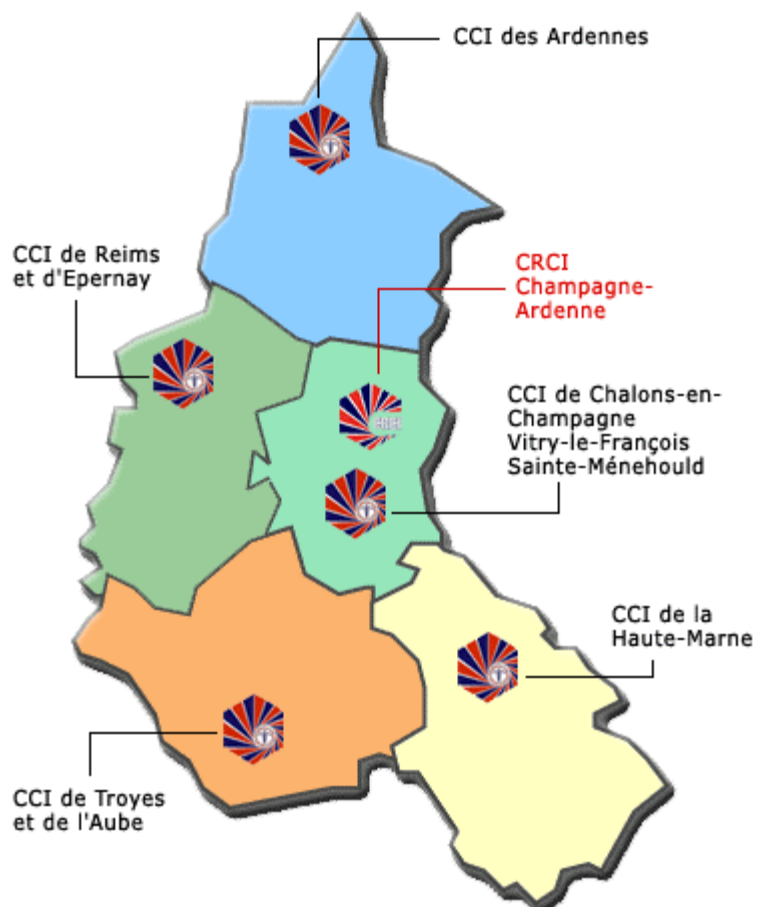 CCI des Ardennes
CCI de Reims
et d'Epernay
CRCI
Champagne-
Ardenne
CCI de Chalons-en-
Champagne
Vitry-le-François
Sainte-Ménehould
CCI de la
Haute-Marne
CCI de Troyes
et de l'Aube